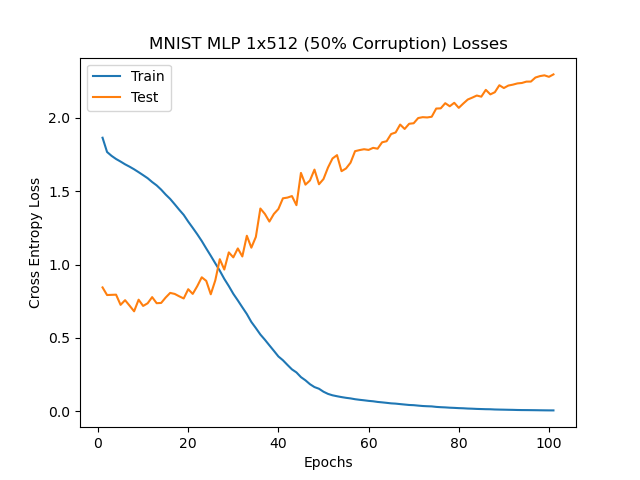 MNIST MLP 1x512 (50% Corruption) Losses
Train
Test
2.0
1.5
1.0
0.5
0.0
Cross Entropy Loss
0 20 40 60 80 100
Epochs